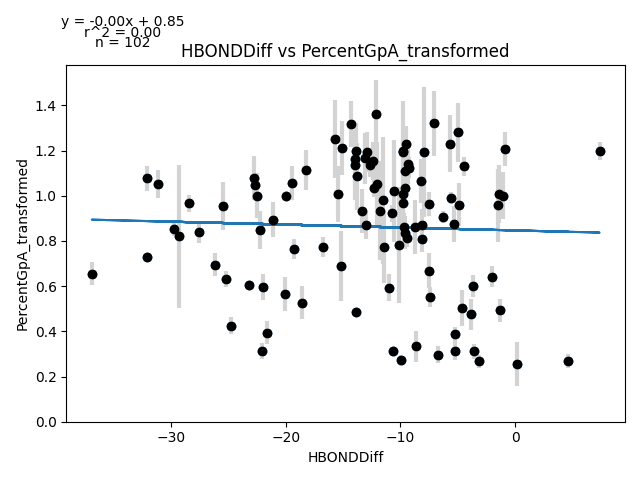 y = -0.00x + 0.85
r^2 = 0.00
n = 102
HBONDDiff vs PercentGpA_transformed
PercentGpA_transformed
1.4
1.2
1.0
0.8
0.6
0.4
0.2
0.0
−30
−20
−10
0
HBONDDiff